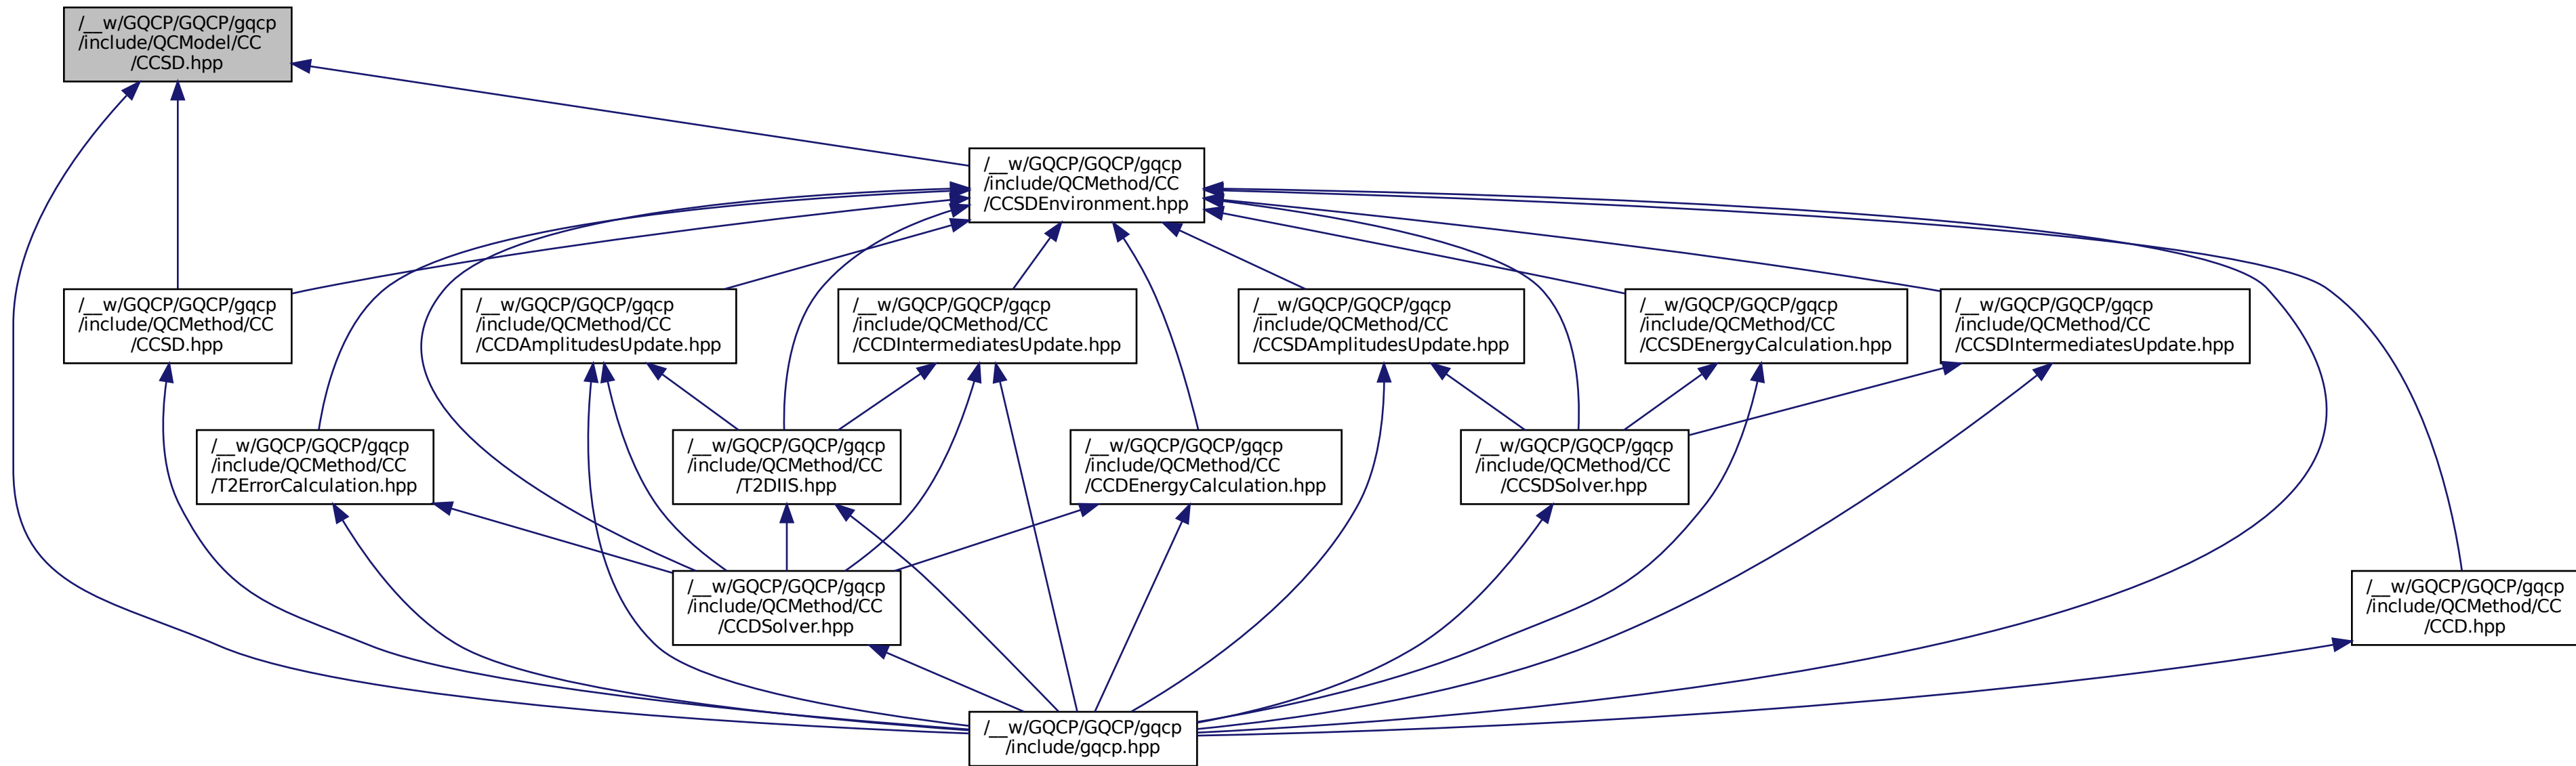 /__w/GQCP/GQCP/gqcp
/include/QCModel/CC
/CCSD.hpp
/__w/GQCP/GQCP/gqcp
/include/QCMethod/CC
/CCSDEnvironment.hpp
/__w/GQCP/GQCP/gqcp
/include/QCMethod/CC
/CCSD.hpp
/__w/GQCP/GQCP/gqcp
/include/QCMethod/CC
/CCDAmplitudesUpdate.hpp
/__w/GQCP/GQCP/gqcp
/include/QCMethod/CC
/CCDIntermediatesUpdate.hpp
/__w/GQCP/GQCP/gqcp
/include/QCMethod/CC
/CCSDAmplitudesUpdate.hpp
/__w/GQCP/GQCP/gqcp
/include/QCMethod/CC
/CCSDEnergyCalculation.hpp
/__w/GQCP/GQCP/gqcp
/include/QCMethod/CC
/CCSDIntermediatesUpdate.hpp
/__w/GQCP/GQCP/gqcp
/include/QCMethod/CC
/T2ErrorCalculation.hpp
/__w/GQCP/GQCP/gqcp
/include/QCMethod/CC
/T2DIIS.hpp
/__w/GQCP/GQCP/gqcp
/include/QCMethod/CC
/CCDEnergyCalculation.hpp
/__w/GQCP/GQCP/gqcp
/include/QCMethod/CC
/CCSDSolver.hpp
/__w/GQCP/GQCP/gqcp
/include/QCMethod/CC
/CCDSolver.hpp
/__w/GQCP/GQCP/gqcp
/include/QCMethod/CC
/CCD.hpp
/__w/GQCP/GQCP/gqcp
/include/gqcp.hpp